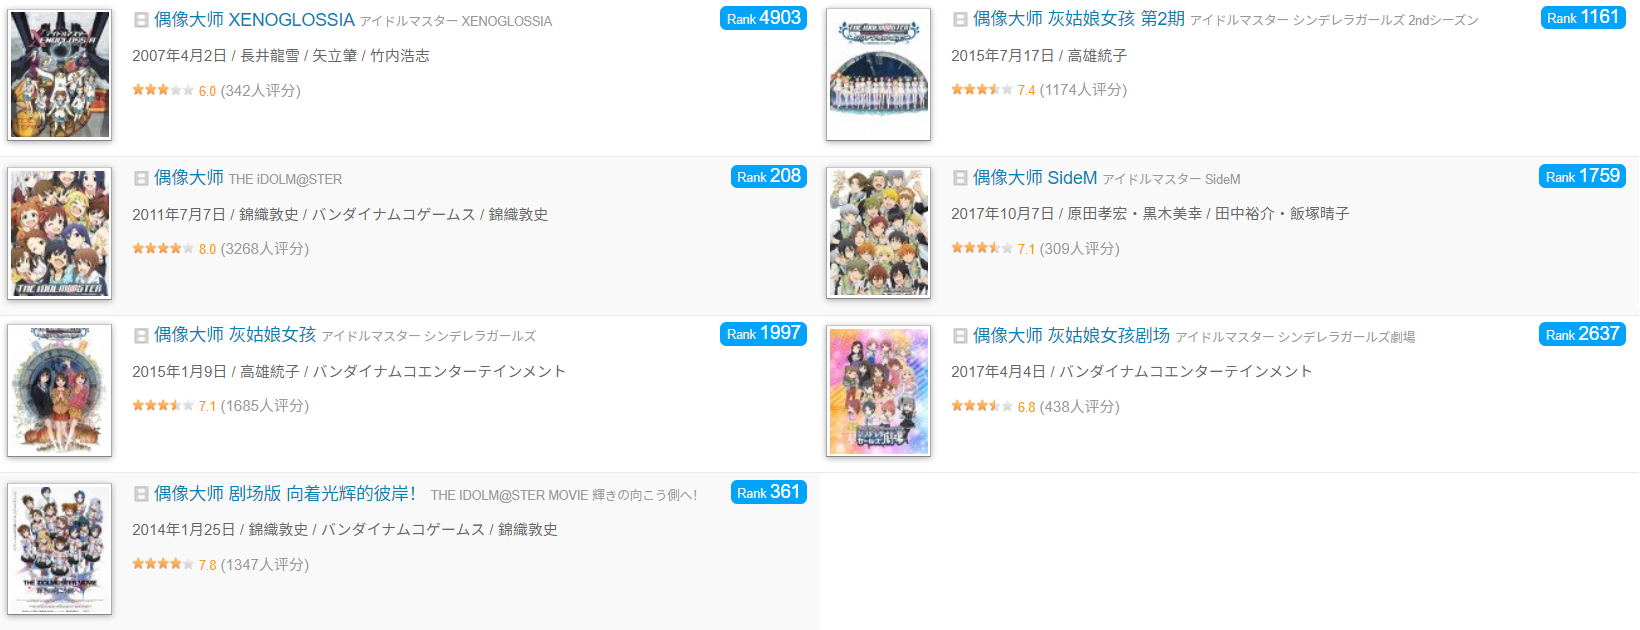 偶像大师 XENOGLOSSIA アイドルマスター XENOGLOSSIA
Rank 4903
2007年4月2日 / 長井龍雪 / 矢立肇 / 竹内浩志
6.0 (342人评分)
偶像大师 THE iDOLM@STER
Rank 208
2011年7月7日 / 錦織敦史 / バンダイナムコゲームス / 錦織敦史
8.0 (3268人评分)
THE IDOLM@STER
偶像大师 灰姑娘女孩 アイドルマスター シンデレラガールズ
Rank 1997
2015年1月9日 / 高雄統子 / バンダイナムコエンターテインメント
7.1 (1685人评分)
偶像大师 剧场版 向着光辉的彼岸！ THE IDOLM@STER MOVIE 輝きの向こう側へ！
Rank 361
2014年1月25日 / 錦織敦史 / バンダイナムコゲームス / 錦織敦史
7.8 (1347人评分)
THE IDOLM@STER MOVIE
偶像大师 灰姑娘女孩 第2期 アイドルマスター シンデレラガールズ 2ndシーズン
Rank 1161
2015年7月17日 / 高雄統子
7.4 (1174人评分)
THE IDOLM@STER
偶像大师 SideM アイドルマスター SideM
Rank 1759
2017年10月7日 / 原田孝宏・黒木美幸 / 田中裕介・飯塚晴子
7.1 (309人评分)
偶像大师 灰姑娘女孩剧场 アイドルマスター シンデレラガールズ劇場
Rank 2637
2017年4月4日 / バンダイナムコエンターテインメント
6.8 (438人评分)